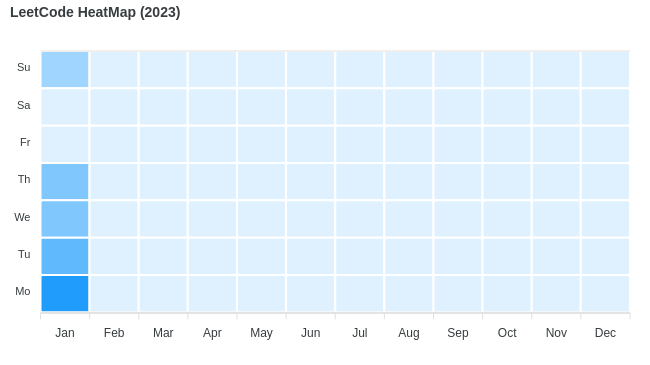 LeetCode HeatMap (2023)
Su
Sa
Fr
Th
We
Tu
Mo
Jan Feb Mar Apr May Jun Jul Aug Sep Oct Nov Dec